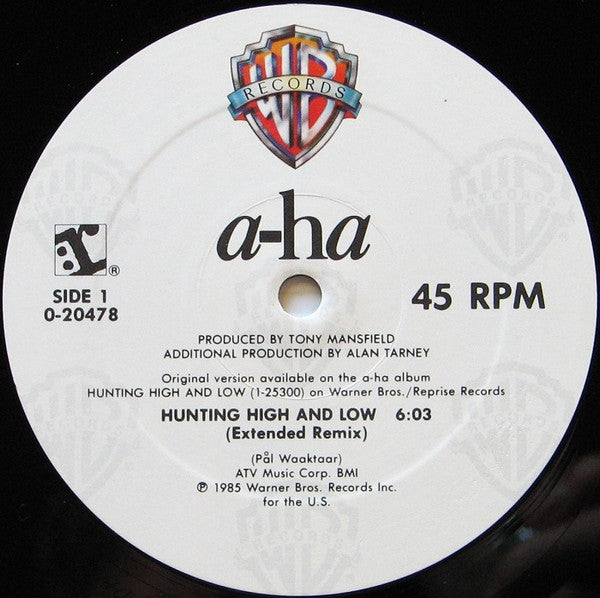 WB
RECORDS
a-ha
r®
SIDE 1
0-20478
45 RPM
PRODUCED BY TONY MANSFIELD
ADDITIONAL PRODUCTION BY ALAN TARNEY
Original version available on the a-ha album
HUNTING HIGH AND LOW (1-25300) on Warner Bros./Reprise Records
HUNTING HIGH AND LOW 6:03
(Extended Remix)
(Pål Waaktaar)
ATV Music Corp. BMI
℗ 1985 Warner Bros. Records Inc.
for the U.S.